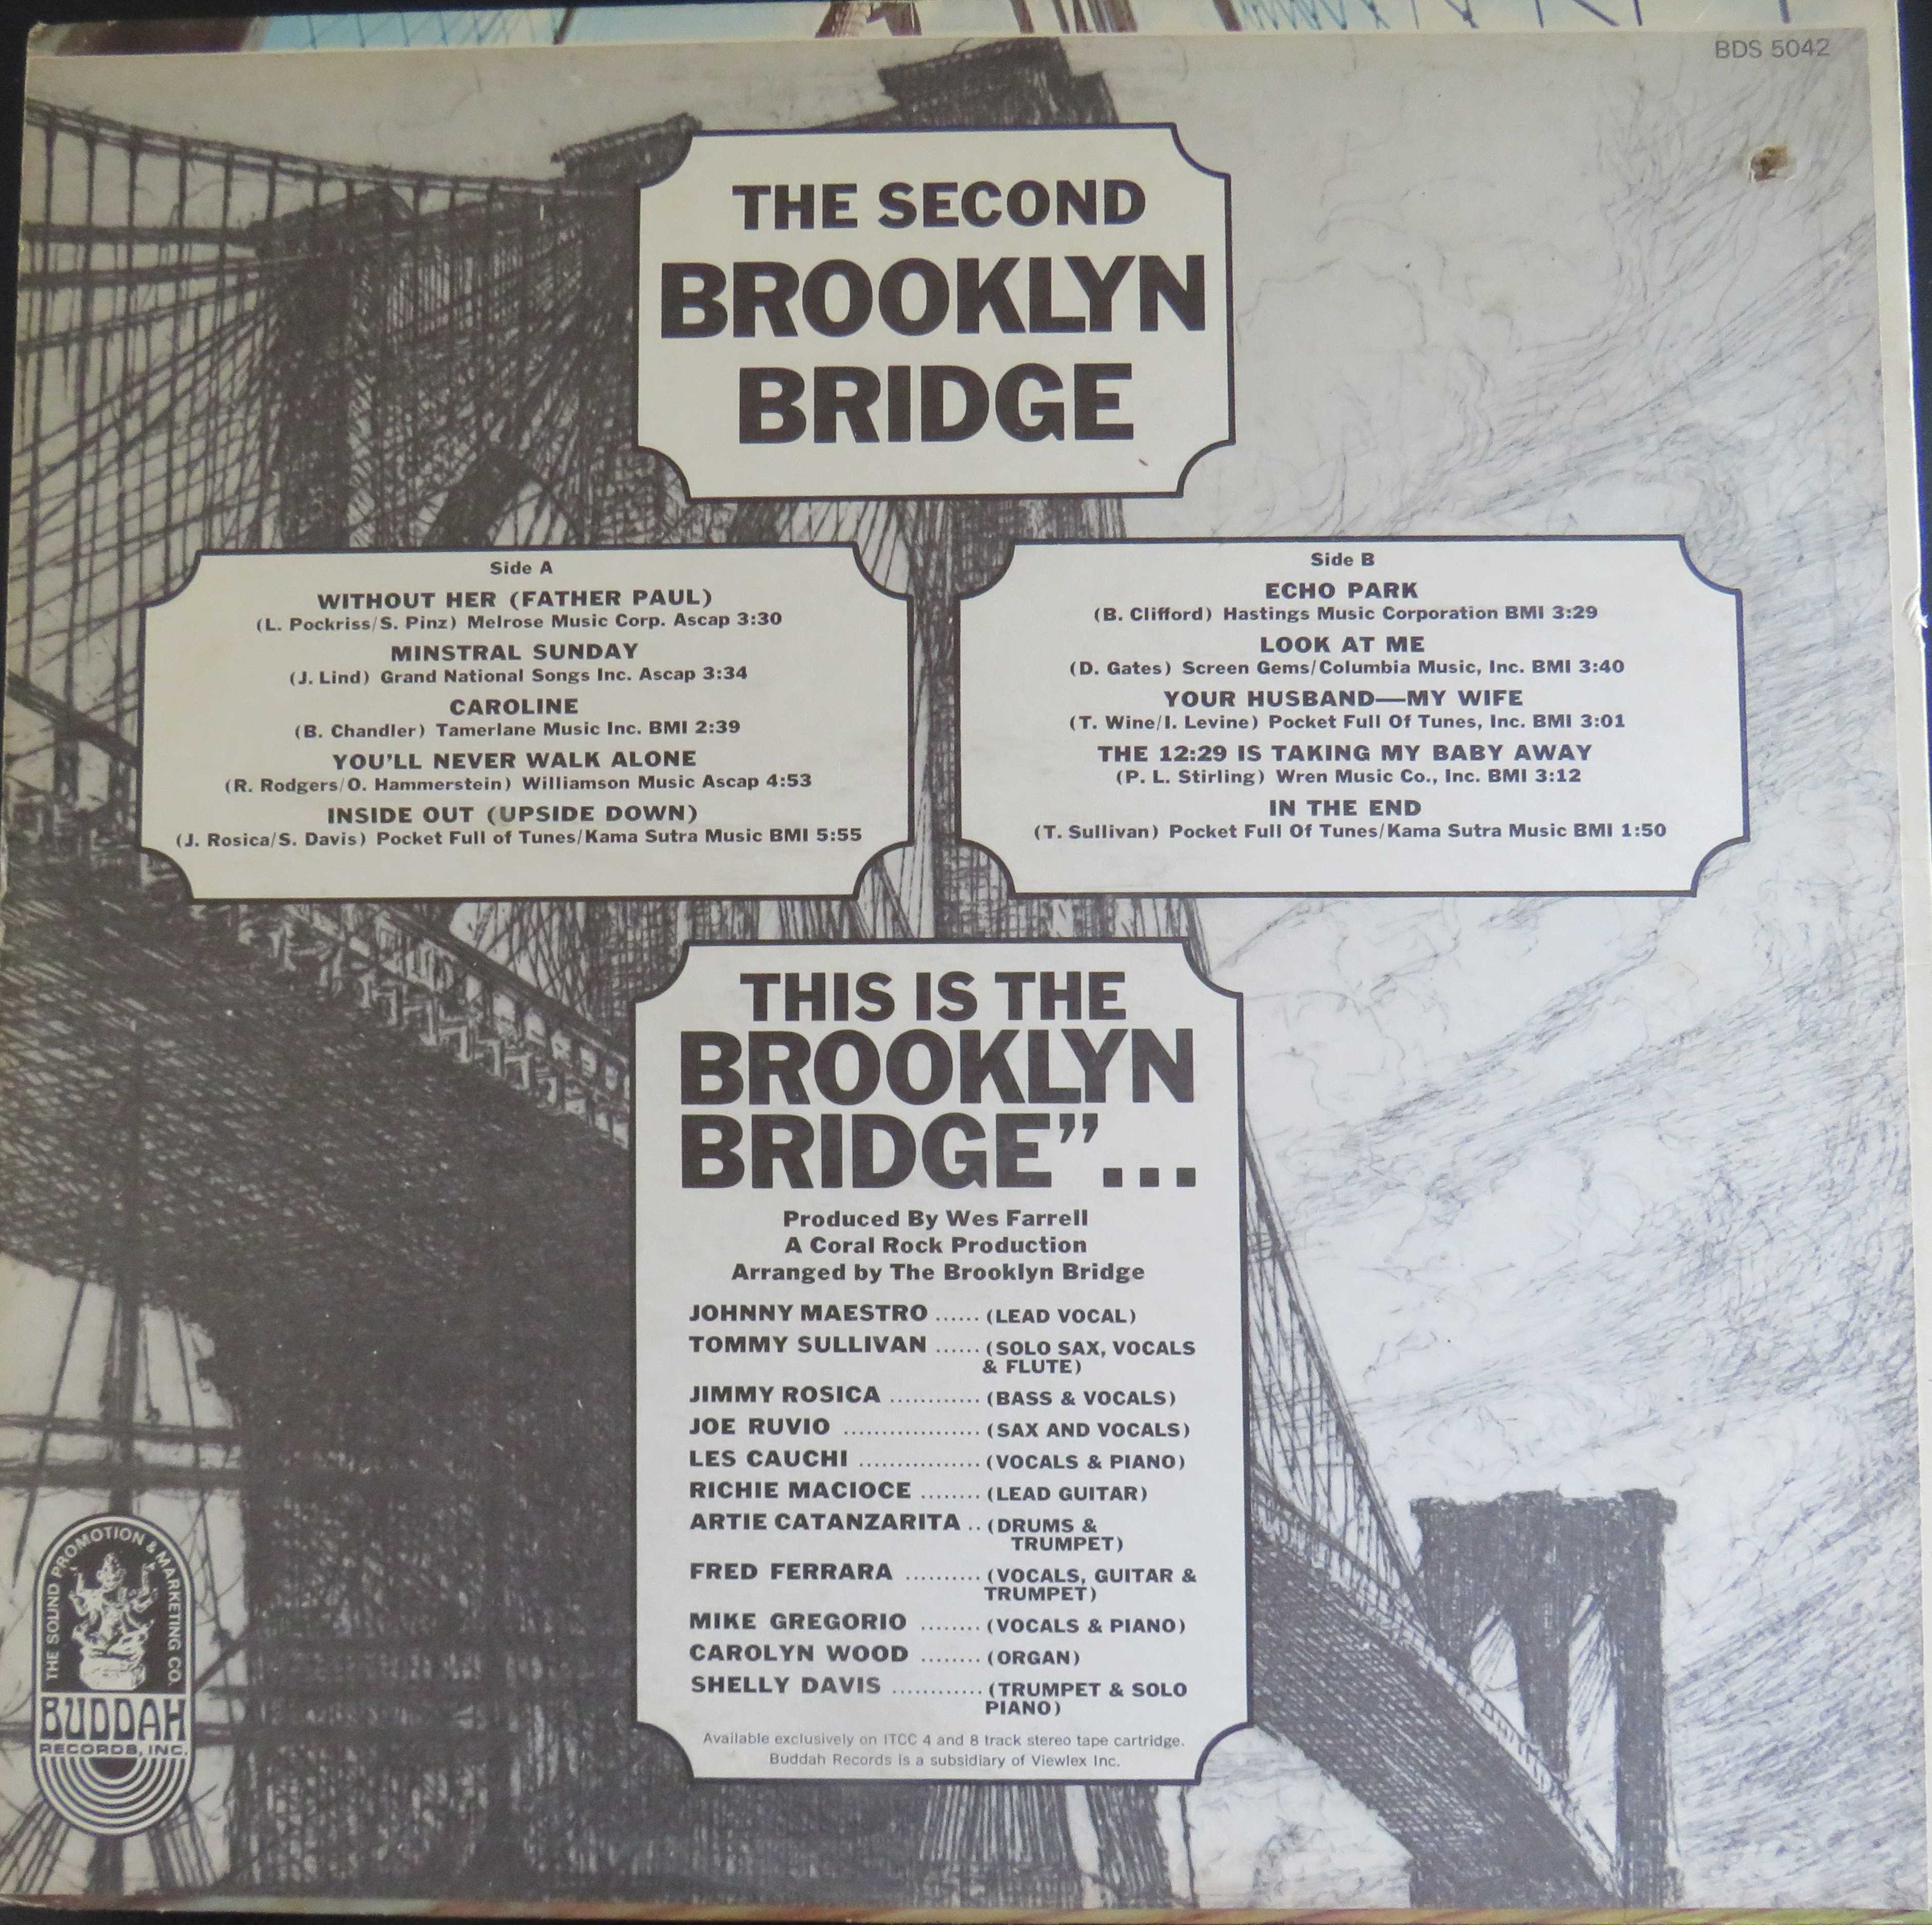 BDS 5042
THE SECOND
BROOKLYN
BRIDGE
Side A
WITHOUT HER (FATHER PAUL)
(L. Pockriss/S. Pinz) Melrose Music Corp. Ascap 3:30
MINSTRAL SUNDAY
(J. Lind) Grand National Songs Inc. Ascap 3:34
CAROLINE
(B. Chandler) Tamerlane Music Inc. BMI 2:39
YOU'LL NEVER WALK ALONE
(R. Rodgers/O. Hammerstein) Williamson Music Ascap 4:53
INSIDE OUT (UPSIDE DOWN)
(J. Rosica/S. Davis) Pocket Full of Tunes/Kama Sutra Music BMI 5:55
Side B
ECHO PARK
(B. Clifford) Hastings Music Corporation BMI 3:29
LOOK AT ME
(D. Gates) Screen Gems/Columbia Music, Inc. BMI 3:40
YOUR HUSBAND—MY WIFE
(T. Wine/I. Levine) Pocket Full Of Tunes, Inc. BMI 3:01
THE 12:29 IS TAKING MY BABY AWAY
(P. L. Stirling) Wren Music Co., Inc. BMI 3:12
IN THE END
(T. Sullivan) Pocket Full Of Tunes/Kama Sutra Music BMI 1:50
THIS IS THE
BROOKLYN
BRIDGE”...
Produced By Wes Farrell
A Coral Rock Production
Arranged by The Brooklyn Bridge
JOHNNY MAESTRO ...... (LEAD VOCAL)
TOMMY SULLIVAN ...... (SOLO SAX, VOCALS
& FLUTE)
JIMMY ROSICA ............ (BASS & VOCALS)
JOE RUVIO .................. (SAX AND VOCALS)
LES CAUCHI ................ (VOCALS & PIANO)
RICHIE MACIOCE ........ (LEAD GUITAR)
ARTIE CATANZARITA .. (DRUMS &
TRUMPET)
FRED FERRARA .......... (VOCALS, GUITAR &
TRUMPET)
MIKE GREGORIO ........ (VOCALS & PIANO)
CAROLYN WOOD ........ (ORGAN)
SHELLY DAVIS ............ (TRUMPET & SOLO
PIANO)
Available exclusively on ITCC 4 and 8 track stereo tape cartridge.
Buddah Records is a subsidiary of Viewlex Inc.
THE SOUND PROMOTION & MARKETING CO.
BUDDAH
RECORDS, INC.